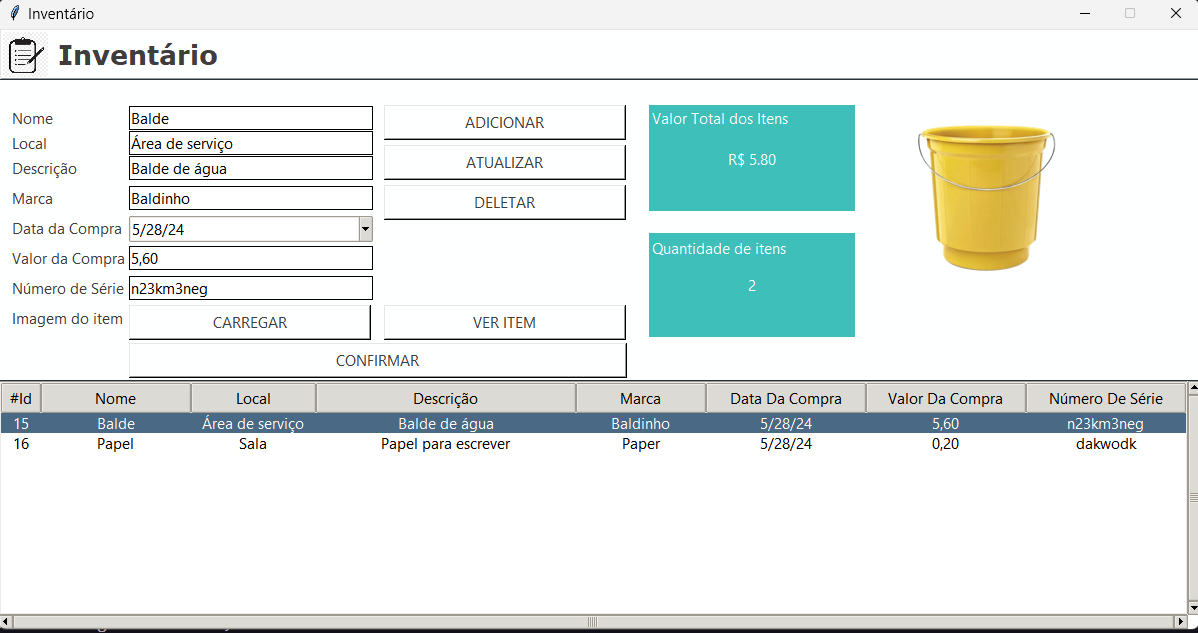 Inventário
Inventário
Nome Balde
Local Área de serviço
Descrição Balde de água
Marca Baldinho
Data da Compra 5/28/24
Valor da Compra 5,60
Número de Série n23km3neg
Imagem do item CARREGAR VER ITEM
CONFIRMAR
ADICIONAR
ATUALIZAR
DELETAR
Valor Total dos Itens
R$ 5.80
Quantidade de itens
2
#Id Nome Local Descrição Marca Data Da Compra Valor Da Compra Número De Série
15 Balde Área de serviço Balde de água Baldinho 5/28/24 5,60 n23km3neg
16 Papel Sala Papel para escrever Paper 5/28/24 0,20 dakwodk